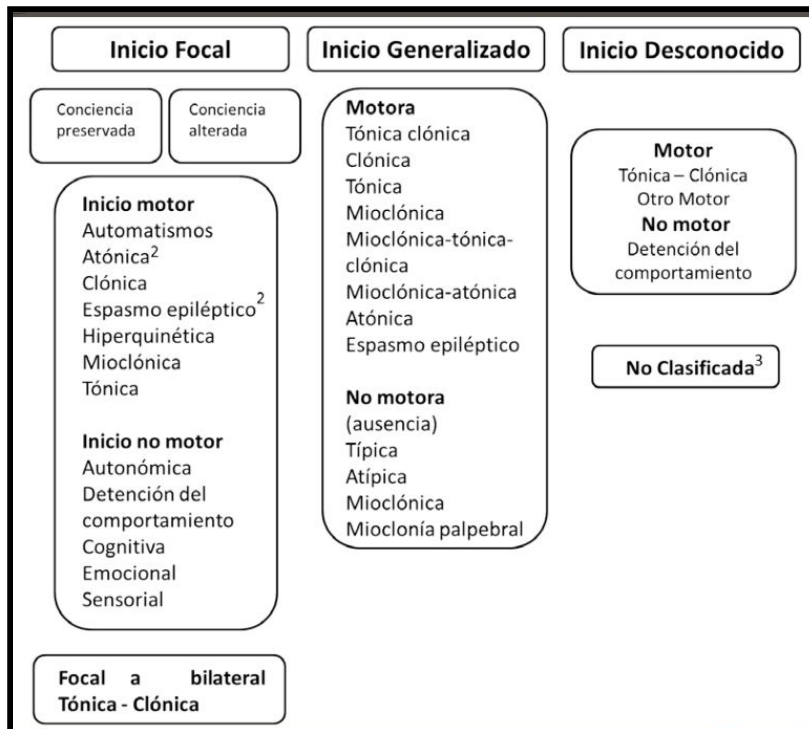 Inicio Focal
Conciencia
preservada
Conciencia
alterada
Inicio motor
Automatismos
Atónica²
Clónica
Espasmo epiléptico²
Hiperquinética
Mioclónica
Tónica
Inicio no motor
Autonómica
Detención del
comportamiento
Cognitiva
Emocional
Sensorial
Focal a bilateral
Tónica - Clónica
Inicio Generalizado
Motora
Tónica clónica
Clónica
Tónica
Mioclónica
Mioclónica-tónica-
clónica
Mioclónica-atónica
Atónica
Espasmo epiléptico
No motora
(ausencia)
Típica
Atípica
Mioclónica
Mioclonía palpebral
Inicio Desconocido
Motor
Tónica – Clónica
Otro Motor
No motor
Detención del
comportamiento
No Clasificada³